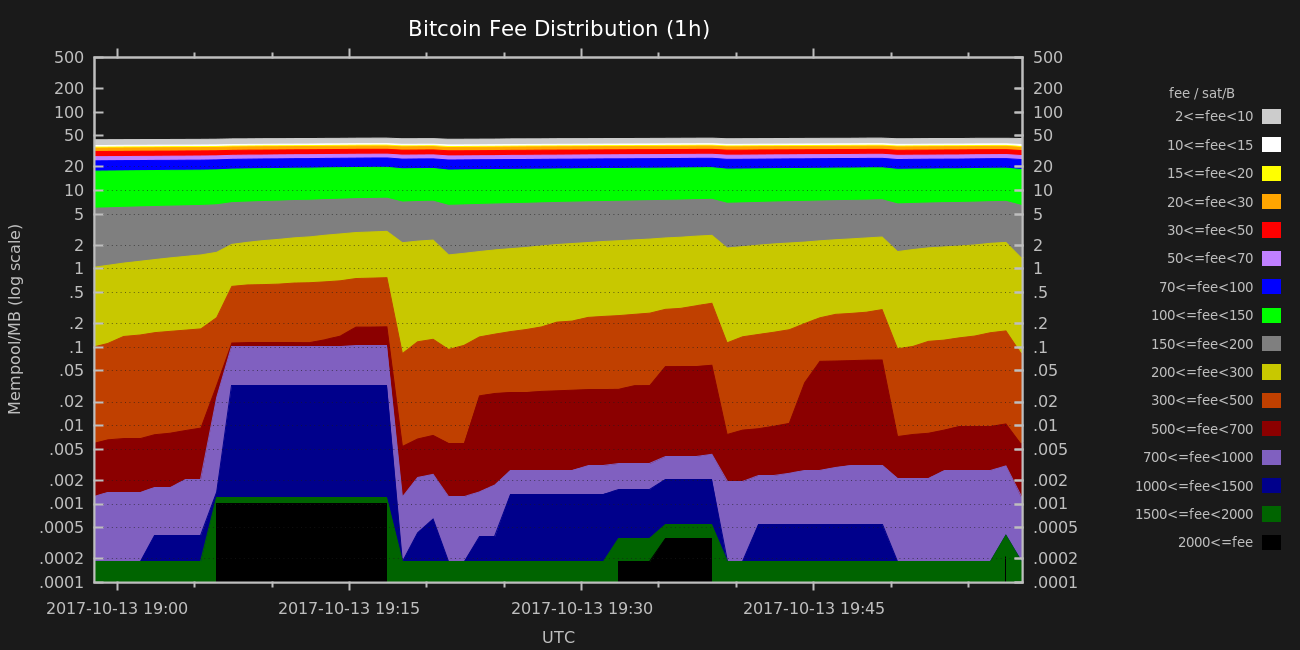 Bitcoin Fee Distribution (1h)
500
200
100
50
20
10
5
2
1
.5
.2
.1
.05
.02
.01
.005
.002
.001
.0005
.0002
.0001
Mempool/MB (log scale)
500
200
100
50
20
10
5
2
1
.5
.2
.1
.05
.02
.01
.005
.002
.001
.0005
.0002
.0001
2017-10-13 19:00 2017-10-13 19:15 2017-10-13 19:30 2017-10-13 19:45
UTC
fee / sat/B
2<=fee<10
10<=fee<15
15<=fee<20
20<=fee<30
30<=fee<50
50<=fee<70
70<=fee<100
100<=fee<150
150<=fee<200
200<=fee<300
300<=fee<500
500<=fee<700
700<=fee<1000
1000<=fee<1500
1500<=fee<2000
2000<=fee